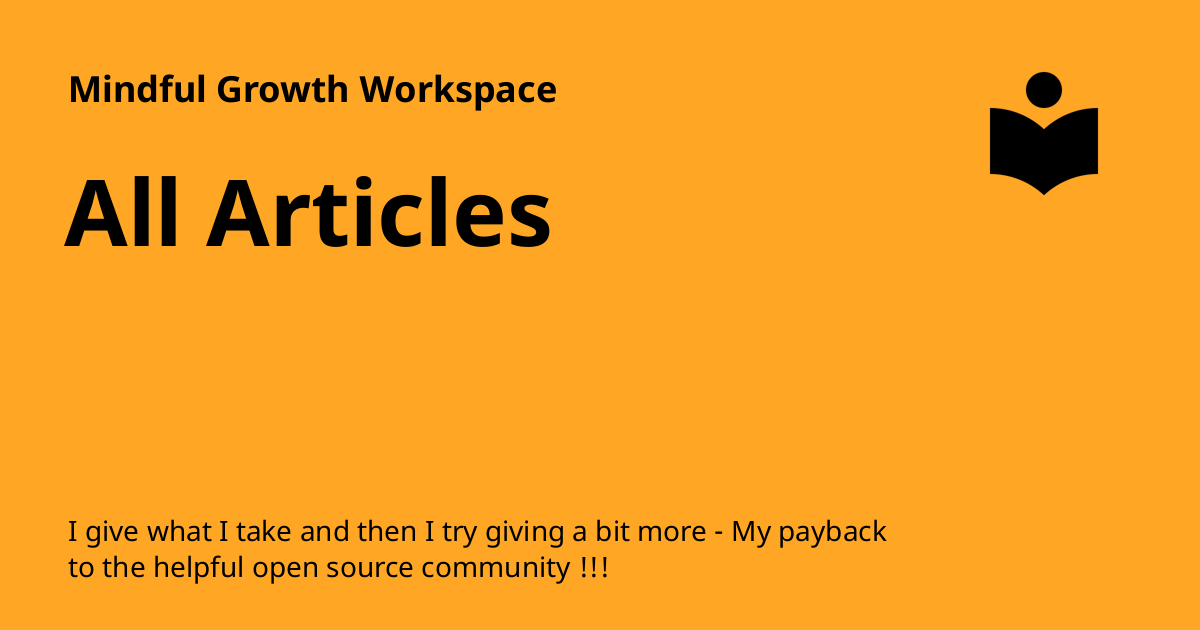 Mindful Growth Workspace
All Articles
I give what I take and then I try giving a bit more - My payback
to the helpful open source community !!!